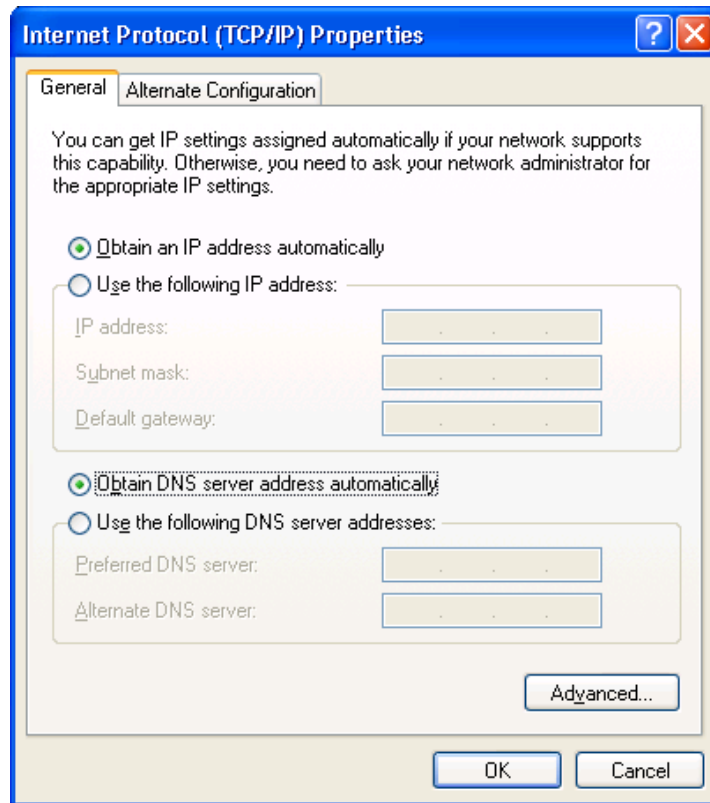 Internet Protocol (TCP/IP) Properties
General
Alternate Configuration
You can get IP settings assigned automatically if your network supports
this capability. Otherwise, you need to ask your network administrator for
the appropriate IP settings.
Obtain an IP address automatically
Use the following IP address:
IP address:
Subnet mask:
Default gateway:
Obtain DNS server address automatically
Use the following DNS server addresses:
Preferred DNS server:
Alternate DNS server:
Advanced...
OK
Cancel